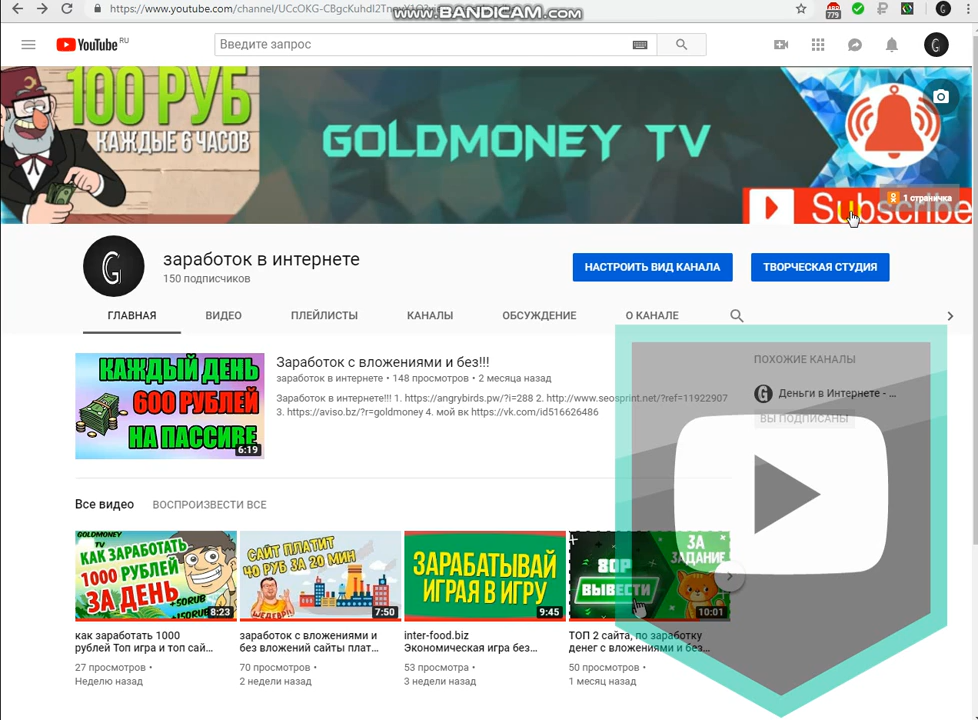 https://www.youtube.com/channel/
www.BANDICAM.com
779
YouTube RU
Введите запрос
G
100 РУБ
КАЖДЫЕ 6 ЧАСОВ
GOLDMONEY TV
1 страничка
Subscribe
G
заработок в интернете
150 подписчиков
НАСТРОИТЬ ВИД КАНАЛА
ТВОРЧЕСКАЯ СТУДИЯ
ГЛАВНАЯ
ВИДЕО
ПЛЕЙЛИСТЫ
КАНАЛЫ
ОБСУЖДЕНИЕ
О КАНАЛЕ
КАЖДЫЙ ДЕНЬ
600 РУБЛЕЙ
НА ПАССИВЕ
6:19
Заработок с вложениями и без!!!
заработок в интернете • 148 просмотров • 2 месяца назад
Заработок в интернете!!! 1. https://angrybirds.pw/?i=288 2. http://www.seosprint.net/?ref=11922907
3. https://aviso.bz/?r=goldmoney 4. мой вк https://vk.com/id516626486
ПОХОЖИЕ КАНАЛЫ
G Деньги в Интернете - ...
ВЫ ПОДПИСАНЫ
Все видео
ВОСПРОИЗВЕСТИ ВСЕ
GOLDMONEY
TV
КАК ЗАРАБОТАТЬ
1000 РУБЛЕЙ
ЗА ДЕНЬ
+50RUB
8:23
как заработать 1000
рублей Топ игра и топ сай...
27 просмотров •
Неделю назад
САЙТ ПЛАТИТ
40 РУБ ЗА 20 МИН
ШЕДЕВР!!
7:50
заработок с вложениями и
без вложений сайты плат...
70 просмотров •
2 недели назад
ЗАРАБАТЫВАЙ
ИГРАЯ В ИГРУ
9:45
inter-food.biz
Экономическая игра без...
53 просмотра •
3 недели назад
80Р
ВЫВЕСТИ
ЗА
ЗАДАНИЕ
10:01
ТОП 2 сайта, по заработку
денег с вложениями и без...
50 просмотров •
1 месяц назад